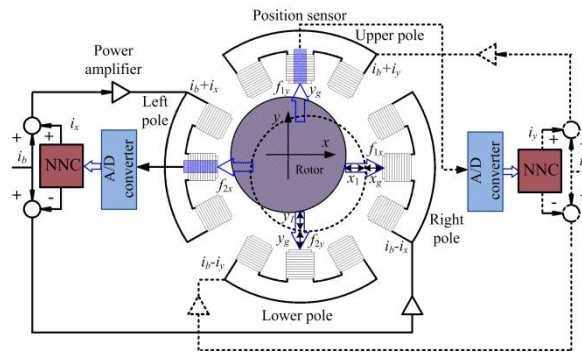 Position sensor
Upper pole
Power
amplifier
Left
pole
i_b+i_x
i_b+i_y
f_1y
y_g
y
x
Rotor
f_1x
x_1
x_g
f_2x
y_1
y_g
f_2y
i_x
i_b
+
+
+
-
NNC
A/D
converter
A/D
converter
NNC
i_y
+
+
+
-
Right
pole
i_b-i_x
i_b-i_y
Lower pole